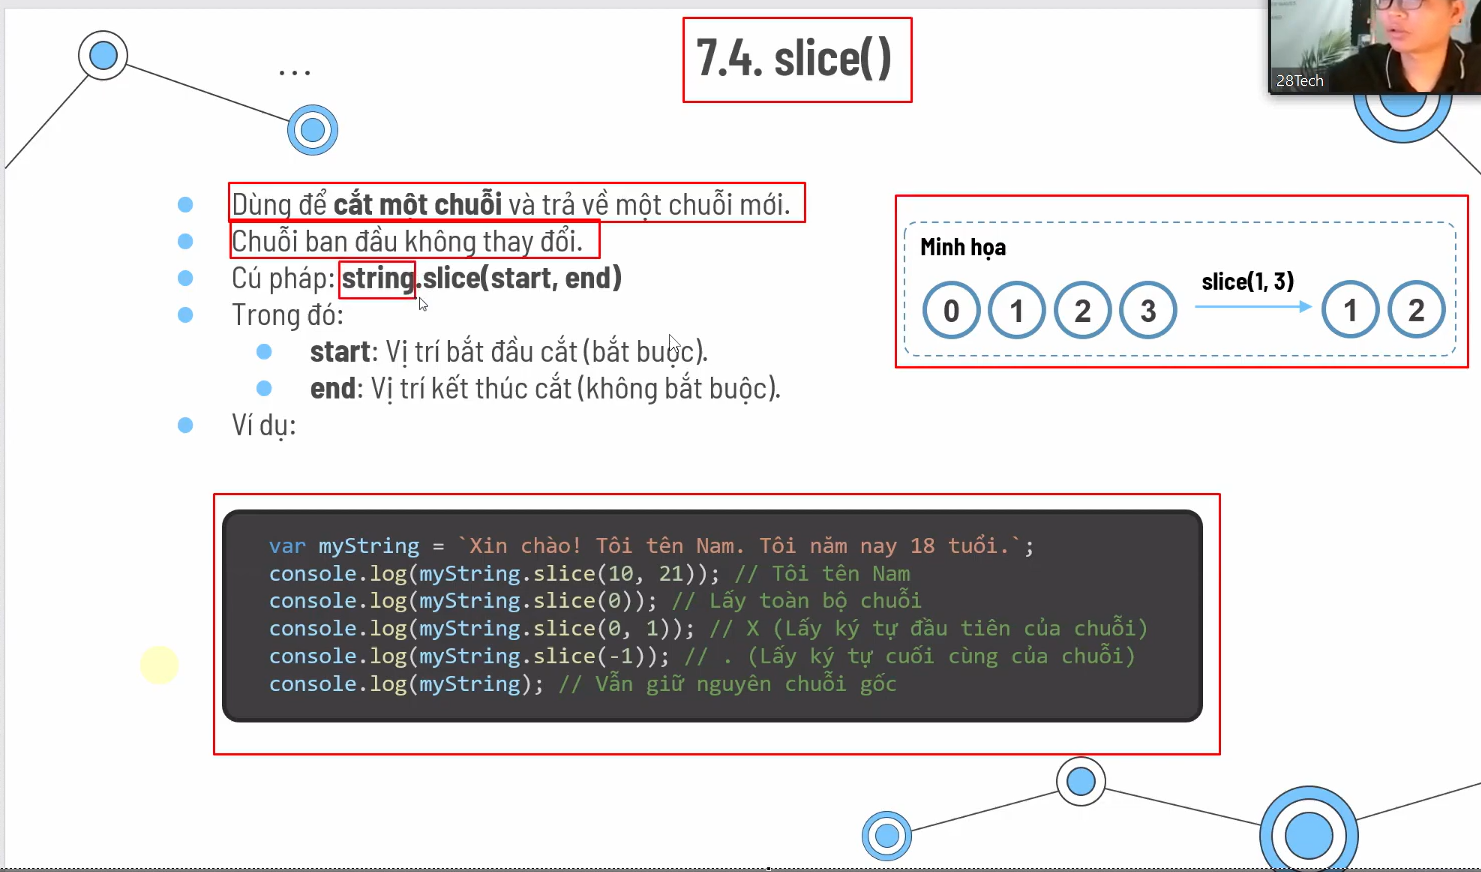 ...
7.4. slice()
28Tech
Dùng để cắt một chuỗi và trả về một chuỗi mới.
Chuỗi ban đầu không thay đổi.
Cú pháp: string.slice(start, end)
Trong đó:
start: Vị trí bắt đầu cắt (bắt buộc).
end: Vị trí kết thúc cắt (không bắt buộc).
Ví dụ:
Minh họa
0 1 2 3 slice(1, 3) 1 2
var myString = `Xin chào! Tôi tên Nam. Tôi năm nay 18 tuổi.`;
console.log(myString.slice(10, 21)); // Tôi tên Nam
console.log(myString.slice(0)); // Lấy toàn bộ chuỗi
console.log(myString.slice(0, 1)); // X (Lấy ký tự đầu tiên của chuỗi)
console.log(myString.slice(-1)); // . (Lấy ký tự cuối cùng của chuỗi)
console.log(myString); // Vẫn giữ nguyên chuỗi gốc